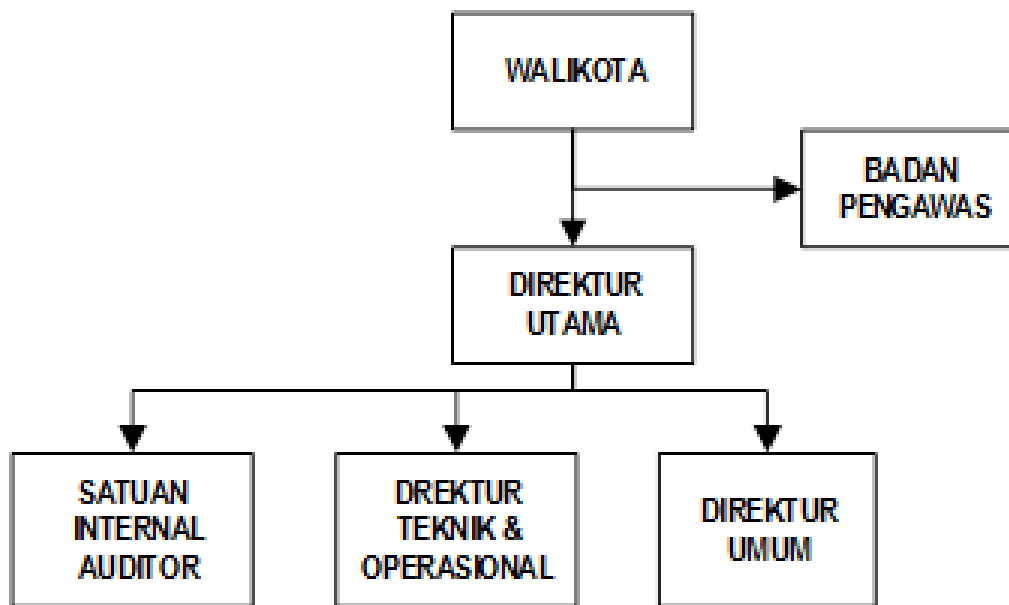 WALIKOTA
BADAN
PENGAWAS
DIREKTUR
UTAMA
SATUAN
INTERNAL
AUDITOR
DREKTUR
TEKNIK &
OPERASIONAL
DIREKTUR
UMUM